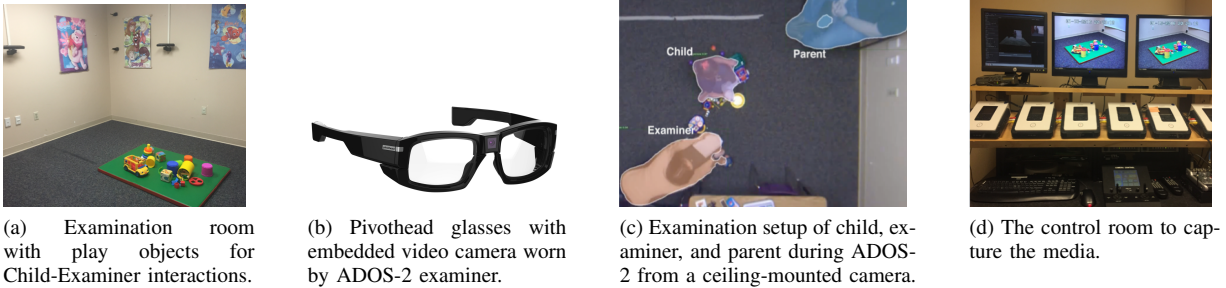 Child
Parent
Examiner
(a) Examination room
with play objects for
Child-Examiner interactions.
(b) Pivothead glasses with
embedded video camera worn
by ADOS-2 examiner.
(c) Examination setup of child, ex-
aminer, and parent during ADOS-
2 from a ceiling-mounted camera.
(d) The control room to cap-
ture the media.